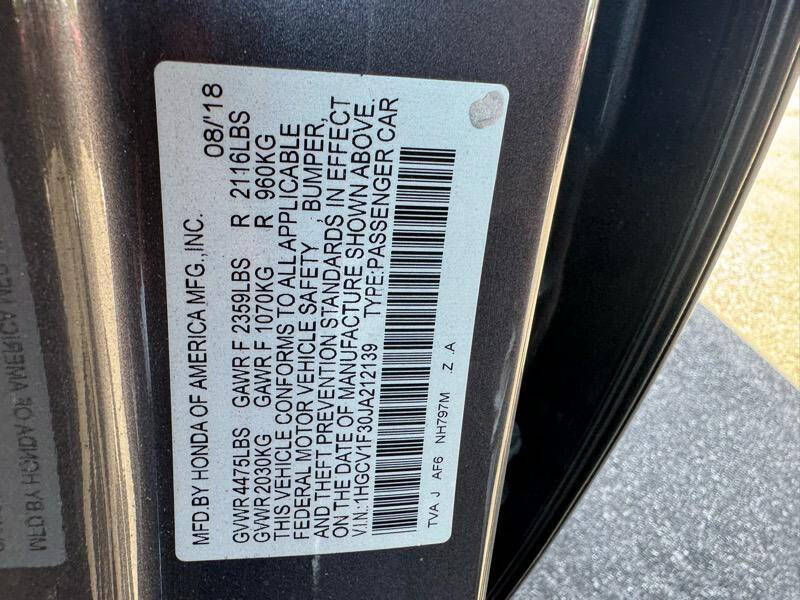 MFD.BY HONDA OF AMERICA MFG.,INC. 08/'18
GVWR 4475LBS GAWR F 2359LBS R 2116LBS
GVWR 2030KG GAWR F 1070KG R 960KG
THIS VEHICLE CONFORMS TO ALL APPLICABLE
FEDERAL MOTOR VEHICLE SAFETY , BUMPER,
AND THEFT PREVENTION STANDARDS IN EFFECT
ON THE DATE OF MANUFACTURE SHOWN ABOVE.
V.I.N.:1HGCV1F30JA212139 TYPE:PASSENGER CAR
TVA J AF6 NH797M .Z .A